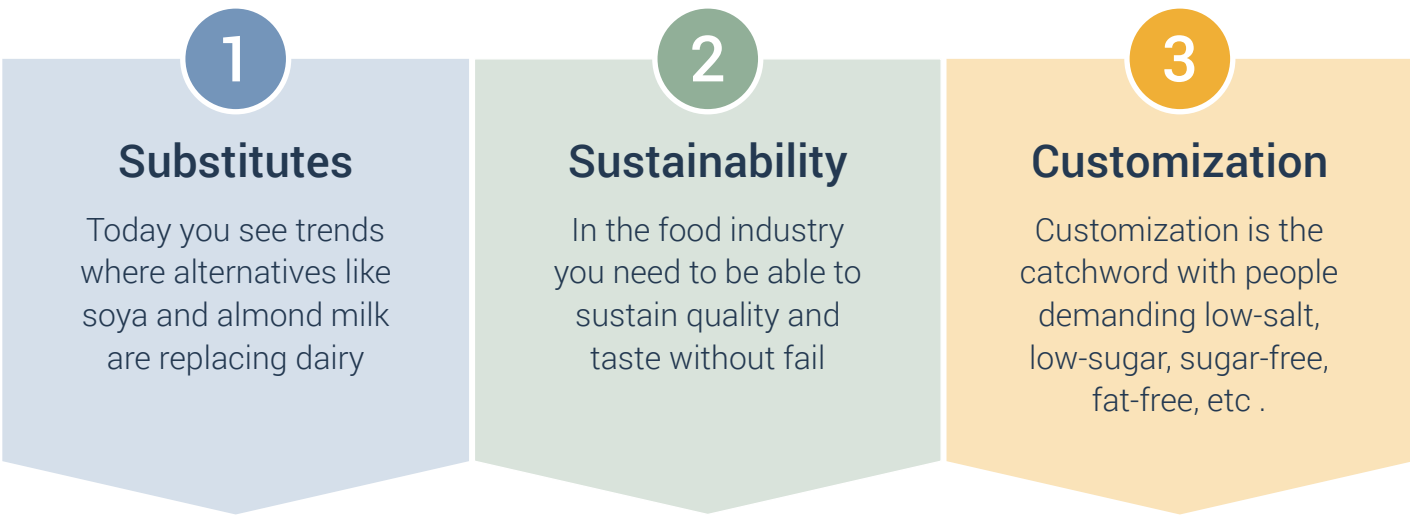 1
Substitutes
Today you see trends
where alternatives like
soya and almond milk
are replacing dairy
2
Sustainability
In the food industry
you need to be able to
sustain quality and
taste without fail
3
Customization
Customization is the
catchword with people
demanding low-salt,
low-sugar, sugar-free,
fat-free, etc .